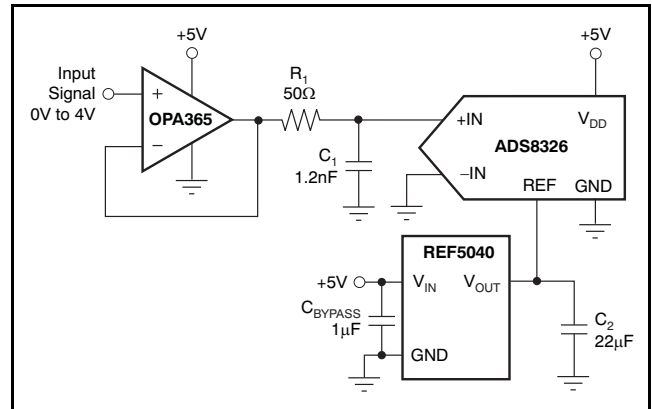 +5V
+5V
Input
Signal
0V to 4V
+
−
OPA365
R1
50Ω
C1
1.2nF
+IN
−IN
VDD
ADS8326
REF
GND
REF5040
+5V
VIN
VOUT
CBYPASS
1μF
GND
C2
22μF